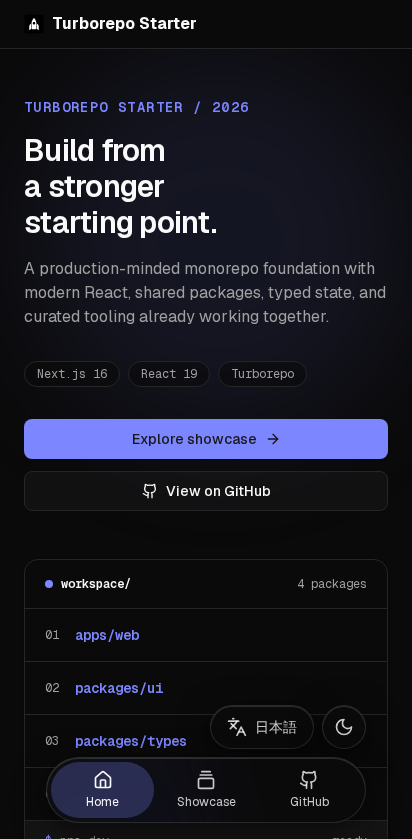 Turborepo Starter
TURBOREPO STARTER / 2026
Build from
a stronger
starting point.
A production-minded monorepo foundation with
modern React, shared packages, typed state, and
curated tooling already working together.
Next.js 16 React 19 Turborepo
Explore showcase →
View on GitHub
workspace/ 4 packages
01 apps/web
02 packages/ui
03 packages/types
日本語
Home Showcase GitHub